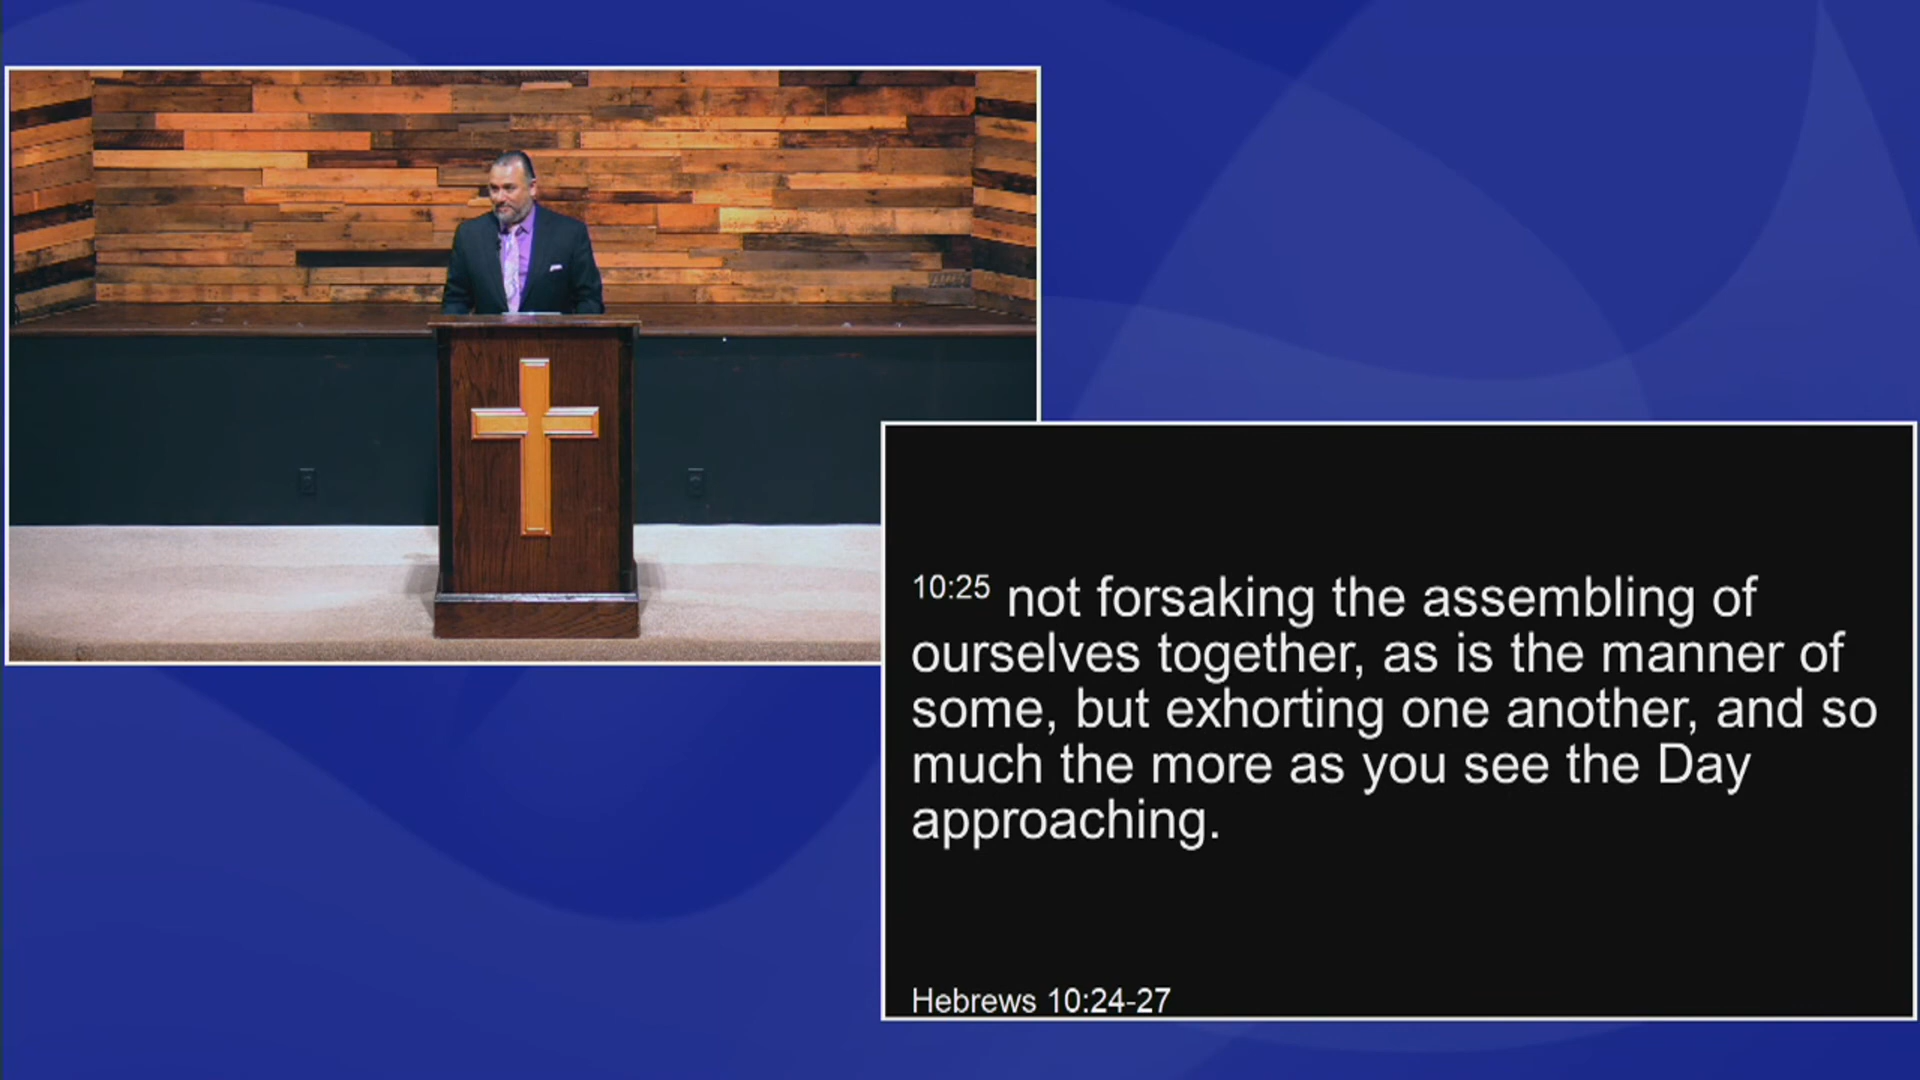 10:25 not forsaking the assembling of
ourselves together, as is the manner of
some, but exhorting one another, and so
much the more as you see the Day
approaching.
Hebrews 10:24-27